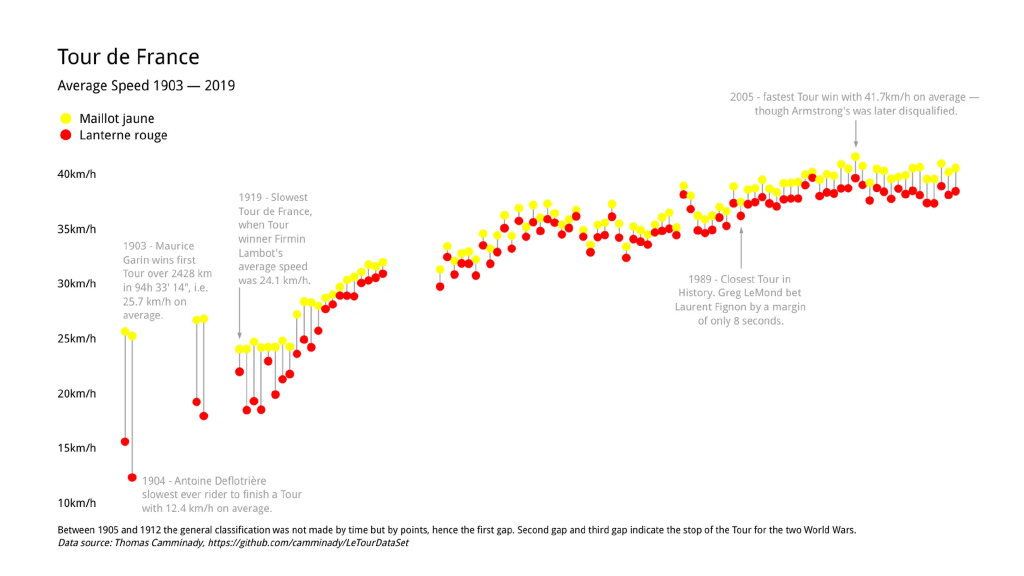 Tour de France
Average Speed 1903 — 2019
Maillot jaune
Lanterne rouge
2005 - fastest Tour win with 41.7km/h on average —
though Armstrong's was later disqualified.
40km/h
35km/h
30km/h
25km/h
20km/h
15km/h
10km/h
1919 - Slowest
Tour de France,
when Tour
winner Firmin
Lambot's
average speed
was 24.1 km/h.
1903 - Maurice
Garin wins first
Tour over 2428 km
in 94h 33' 14", i.e.
25.7 km/h on
average.
1989 - Closest Tour in
History. Greg LeMond bet
Laurent Fignon by a margin
of only 8 seconds.
1904 - Antoine Deflotrière
slowest ever rider to finish a Tour
with 12.4 km/h on average.
Between 1905 and 1912 the general classification was not made by time but by points, hence the first gap. Second gap and third gap indicate the stop of the Tour for the two World Wars.
Data source: Thomas Camminady, https://github.com/camminady/LeTourDataSet